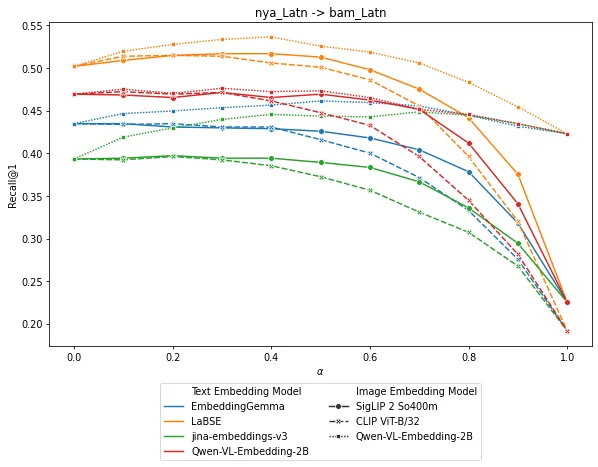 nya_Latn -> bam_Latn
0.55
0.50
0.45
0.40
0.35
0.30
0.25
0.20
Recall@1
0.0 0.2 0.4 0.6 0.8 1.0
α
Text Embedding Model Image Embedding Model
EmbeddingGemma SigLIP 2 So400m
LaBSE CLIP ViT-B/32
jina-embeddings-v3 Qwen-VL-Embedding-2B
Qwen-VL-Embedding-2B